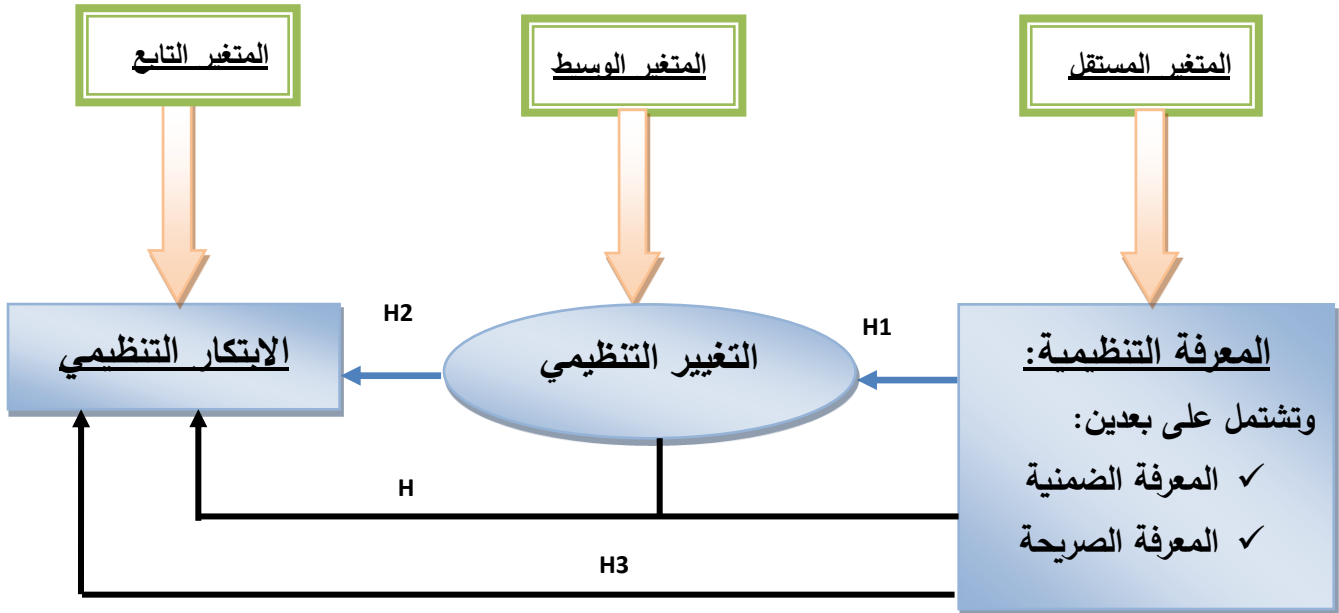 المتغير المستقل
المتغير الوسيط
المتغير التابع
المعرفة التنظيمية:
وتشتمل على بعدين:
✓ المعرفة الضمنية
✓ المعرفة الصريحة
H1
التغيير التنظيمي
H2
الابتكار التنظيمي
H
H3